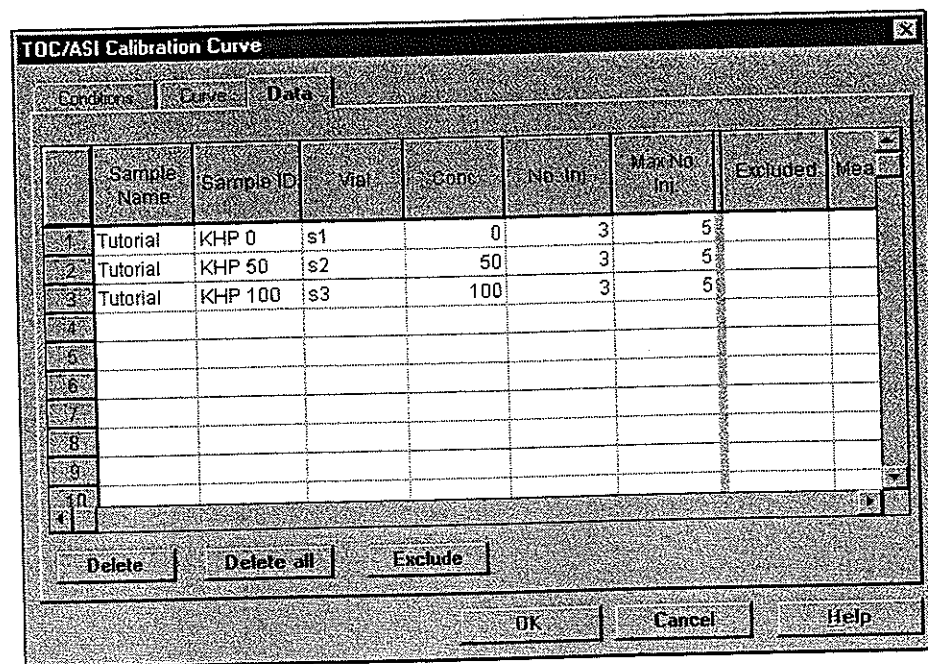 TOC/ASI Calibration Curve
Conditions Curve Data
Sample Name Sample ID Vial Conc. No. Inj. Max No. Inj. Excluded Mea
1 Tutorial KHP 0 s1 0 3 5
2 Tutorial KHP 50 s2 50 3 5
3 Tutorial KHP 100 s3 100 3 5
4
5
6
7
8
9
10
Delete Delete all Exclude
OK Cancel Help